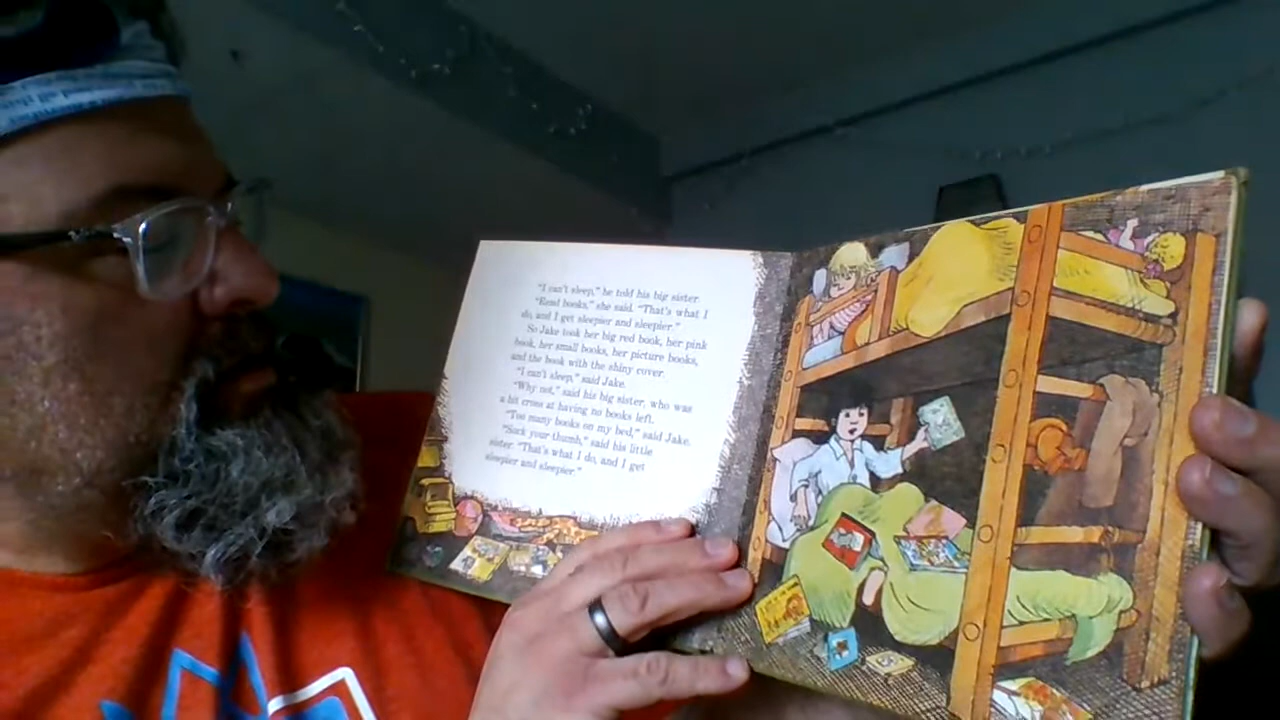 "I can't sleep," he told his big sister.
"Read books," she said. "That's what I
do, and I get sleepier and sleepier."
So Jake took her big red book, her pink
book, her small books, her picture books,
and the book with the shiny cover.
"I can't sleep," said Jake.
"Why not," said his big sister, who was
a bit cross at having no books left.
"Too many books on my bed," said Jake.
"Suck your thumb," said his little
sister. "That's what I do, and I get
sleepier and sleepier."